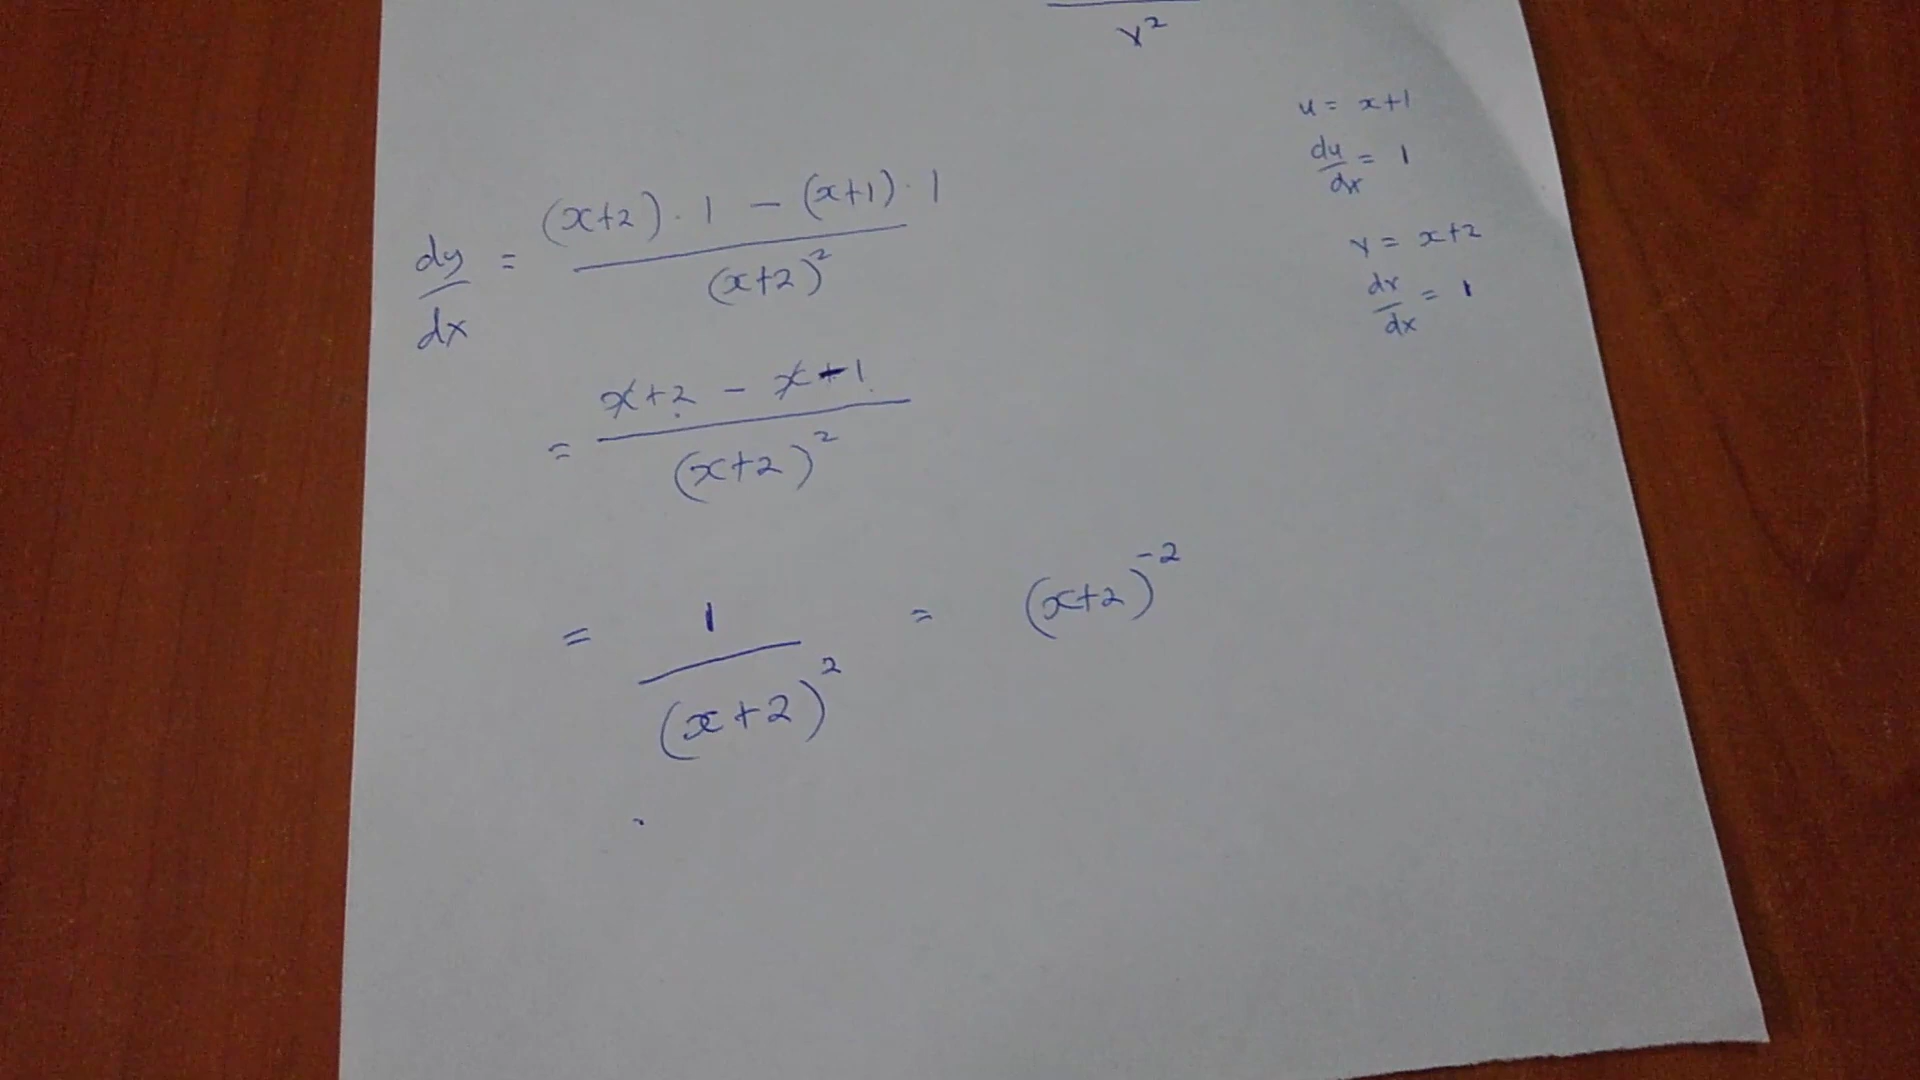 v²
u = x+1
du/dx = 1
v = x+2
dv/dx = 1
dy/dx = ((x+2) · 1 − (x+1) · 1)/(x+2)²
= (x+2 − x-1)/(x+2)²
= 1/(x+2)² = (x+2)⁻²